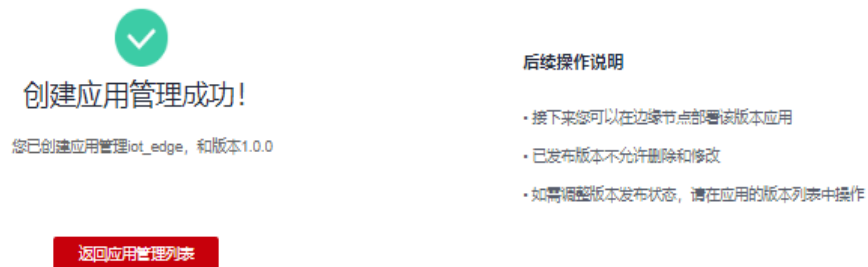 创建应用管理成功！
您已创建应用管理iot_edge，和版本1.0.0
返回应用管理列表
后续操作说明
• 接下来您可以在边缘节点部署该版本应用
• 已发布版本不允许删除和修改
• 如需调整版本发布状态，请在应用的版本列表中操作